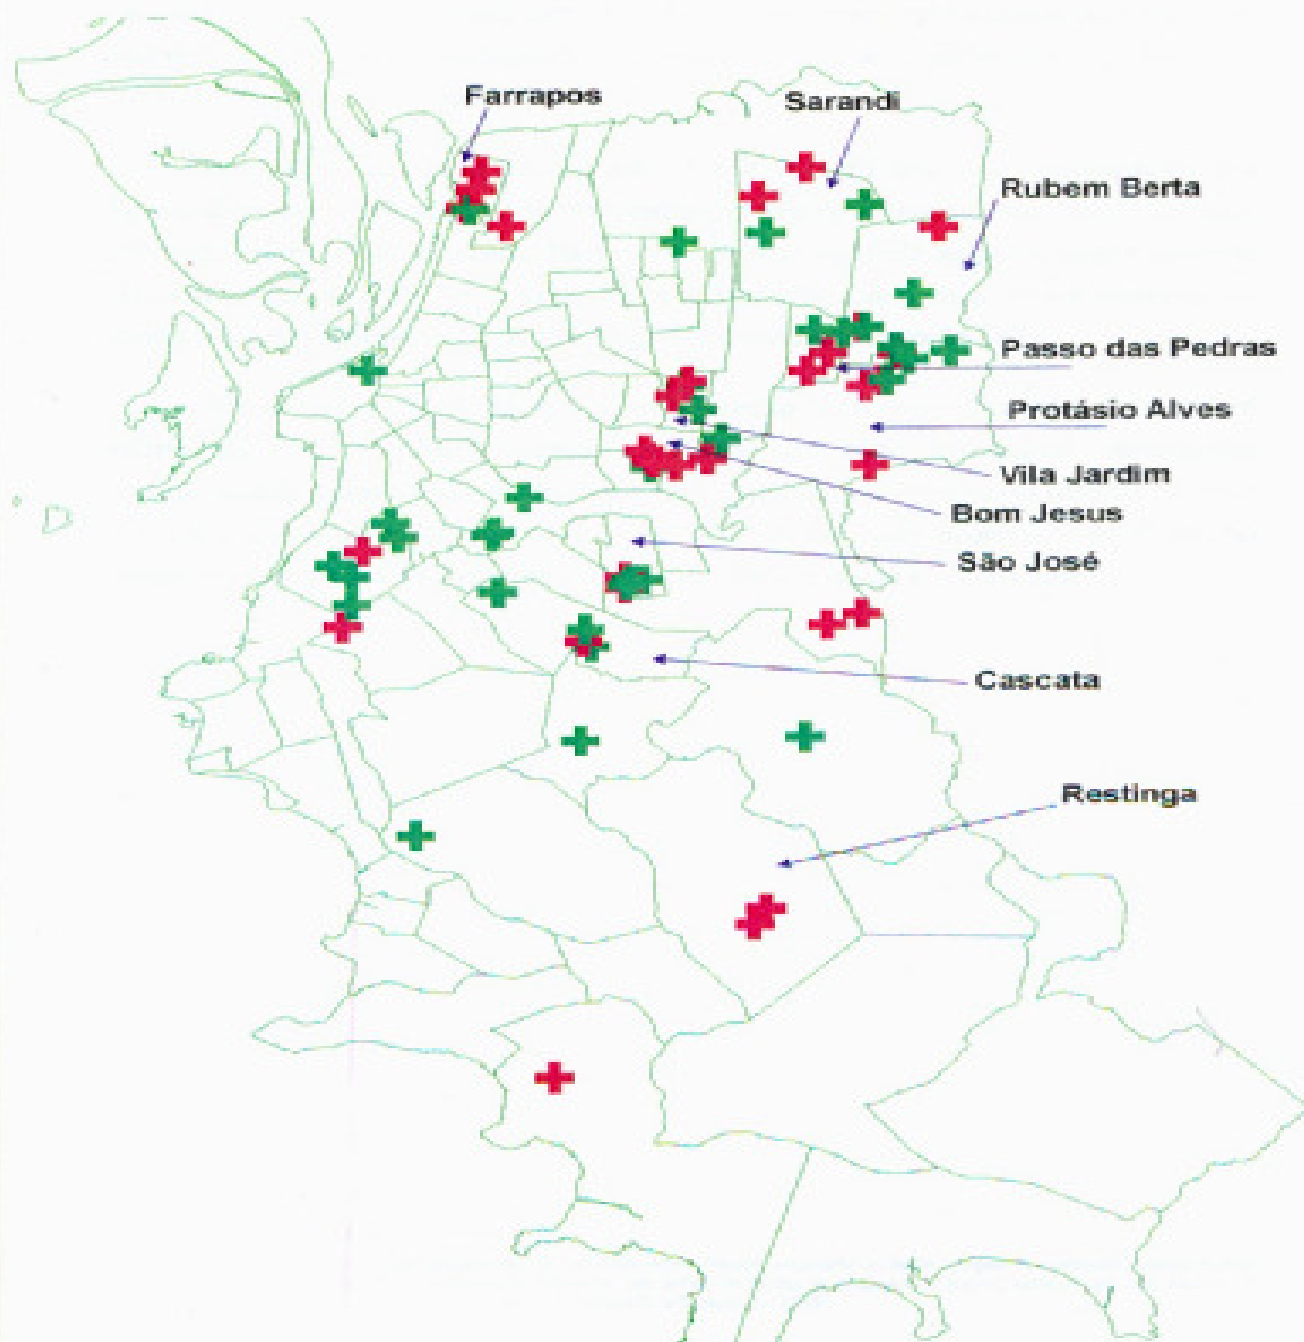 Farrapos
Sarandi
Rubem Berta
Passo das Pedras
Protásio Alves
Vila Jardim
Bom Jesus
São José
Cascata
Restinga